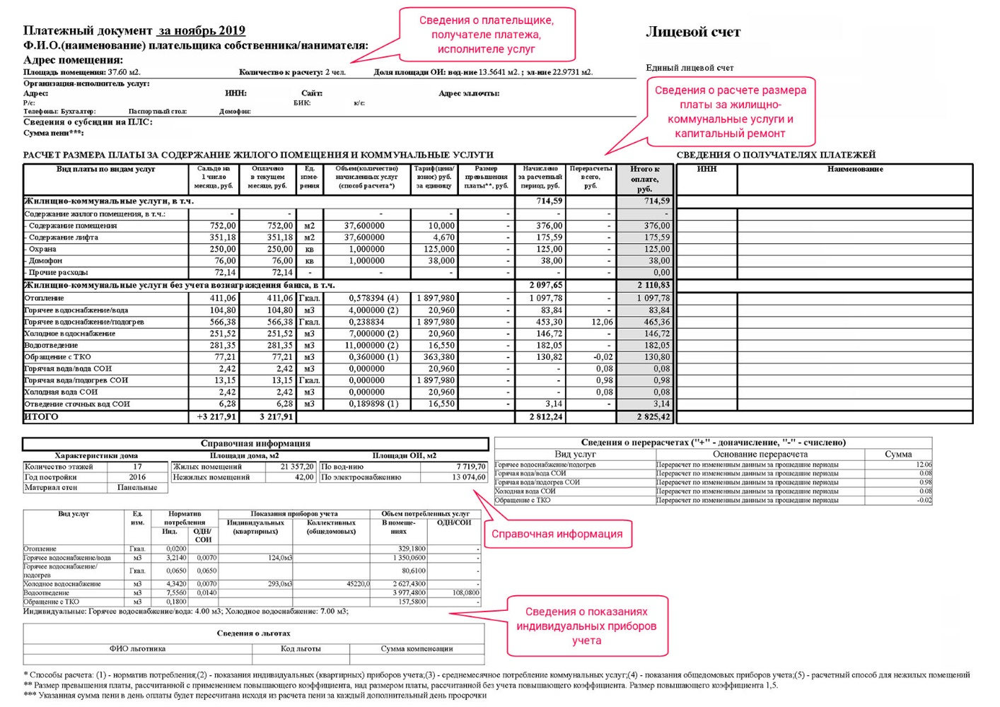 Платежный документ за ноябрь 2019
Ф.И.О.(наименование) плательщика собственника/нанимателя:
Адрес помещения:
Площадь помещения: 37.60 м2. Количество к расчету: 2 чел. Доля площади ОИ: вод-ние 13.5641 м2. ; эл-ние 22.9731 м2.
Организация-исполнитель услуг:
Адрес: ИНН: Сайт: Адрес эл.почты:
Р/с: БИК: к/с:
Телефоны: Бухгалтер: Паспортный стол: Домофон:
Сведения о субсидии на ПЛС:
Сумма пени***:
Сведения о плательщике,
получателе платежа,
исполнителе услуг
Лицевой счет
Единый лицевой счет
Сведения о расчете размера
платы за жилищно-
коммунальные услуги и
капитальный ремонт
РАСЧЕТ РАЗМЕРА ПЛАТЫ ЗА СОДЕРЖАНИЕ ЖИЛОГО ПОМЕЩЕНИЯ И КОММУНАЛЬНЫЕ УСЛУГИ
Вид платы по видам услуг Сальдо на 1 число месяца, руб. Оплачено в текущем месяце, руб. Ед. изме-рения Объем(количество) начисленных услуг (способ расчета*) Тариф(цена/взнос) руб. за единицу Размер превышения платы**, руб. Начислено за расчетный период, руб. Перерасчеты всего, руб. Итого к оплате, руб.
Жилищно-коммунальные услуги, в т.ч. 714,59 714,59
Содержание жилого помещения, в т.ч.: - - - - - - - -
- Содержание помещения 752,00 752,00 м2 37,600000 10,000 - 376,00 - 376,00
- Содержание лифта 351,18 351,18 м2 37,600000 4,670 - 175,59 - 175,59
- Охрана 250,00 250,00 кв 1,000000 125,000 - 125,00 - 125,00
- Домофон 76,00 76,00 кв 1,000000 38,000 - 38,00 - 38,00
- Прочие расходы 72,14 72,14 - - - - - - 0,00
Жилищно-коммунальные услуги без учета вознаграждения банка, в т.ч. 2 097,65 2 110,83
Отопление 411,06 411,06 Гкал. 0,578394 (4) 1 897,980 - 1 097,78 - 1 097,78
Горячее водоснабжение/вода 104,80 104,80 м3 4,000000 (2) 20,960 - 83,84 - 83,84
Горячее водоснабжение/подогрев 566,38 566,38 Гкал. 0,238834 1 897,980 - 453,30 12,06 465,36
Холодное водоснабжение 251,52 251,52 м3 7,000000 (2) 20,960 - 146,72 - 146,72
Водоотведение 281,35 281,35 м3 11,000000 (2) 16,550 - 182,05 - 182,05
Обращение с ТКО 77,21 77,21 м3 0,360000 (1) 363,380 - 130,82 -0,02 130,80
Горячая вода/вода СОИ 2,42 2,42 м3 0,000000 20,960 - - 0,08 0,08
Горячая вода/подогрев СОИ 13,15 13,15 Гкал. 0,000000 1 897,980 - - 0,98 0,98
Холодная вода СОИ 2,42 2,42 м3 0,000000 20,960 - - 0,08 0,08
Отведение сточных вод СОИ 6,28 6,28 м3 0,189898 (1) 16,550 - 3,14 - 3,14
ИТОГО +3 217,91 3 217,91 2 812,24 2 825,42
СВЕДЕНИЯ О ПОЛУЧАТЕЛЯХ ПЛАТЕЖЕЙ
ИНН Наименование
Справочная информация
Характеристики дома Площади дома, м2 Площади ОИ, м2
Количество этажей 17 Жилых помещений 21 357,20 По вод-нию 7 719,70
Год постройки 2016 Нежилых помещений 42,00 По электроснабжению 13 074,60
Материал стен Панельные
Сведения о перерасчетах ("+" - доначисление, "-" - счислено)
Вид услуг Основание перерасчета Сумма
Горячее водоснабжение/подогрев Перерасчет по измененным данным за прошедшие периоды 12.06
Горячая вода/вода СОИ Перерасчет по измененным данным за прошедшие периоды 0.08
Горячая вода/подогрев СОИ Перерасчет по измененным данным за прошедшие периоды 0.98
Холодная вода СОИ Перерасчет по измененным данным за прошедшие периоды 0.08
Обращение с ТКО Перерасчет по измененным данным за прошедшие периоды -0.02
Справочная информация
Вид услуг Ед. изм. Норматив потребления Показания приборов учета Объем потребленных услуг
Инд. ОДН/СОИ Индивидуальных (квартирных) Коллективных (общедомовых) В помеще-ниях ОДН/СОИ
Отопление Гкал. 0,0200 329,1800 -
Горячее водоснабжение/вода м3 3,2140 0,0070 124,0м3 1 350,0600 -
Горячее водоснабжение/подогрев Гкал. 0,0650 0,0650 80,6100 -
Холодное водоснабжение м3 4,3420 0,0070 293,0м3 45220,0 2 627,4300 -
Водоотведение м3 7,5560 0,0140 3 977,4800 108,0800
Обращение с ТКО м3 0,1800 157,5800 -
Индивидуальные: Горячее водоснабжение/вода: 4.00 м3; Холодное водоснабжение: 7.00 м3;
Сведения о показаниях
индивидуальных приборов
учета
Сведения о льготах
ФИО льготника Код льготы Сумма компенсации
* Способы расчета: (1) - норматив потребления;(2) - показания индивидуальных (квартирных) приборов учета;(3) - среднемесячное потребление коммунальных услуг;(4) - показания общедомовых приборов учета;(5) - расчетный способ для нежилых помещений
** Размер превышения платы, рассчитанной с применением повышающего коэффициента, над размером платы, рассчитанной без учета повышающего коэффициента. Размер повышающего коэффициента 1,5.
*** Указанная сумма пени в день оплаты будет пересчитана исходя из расчета пени за каждый дополнительный день просрочки